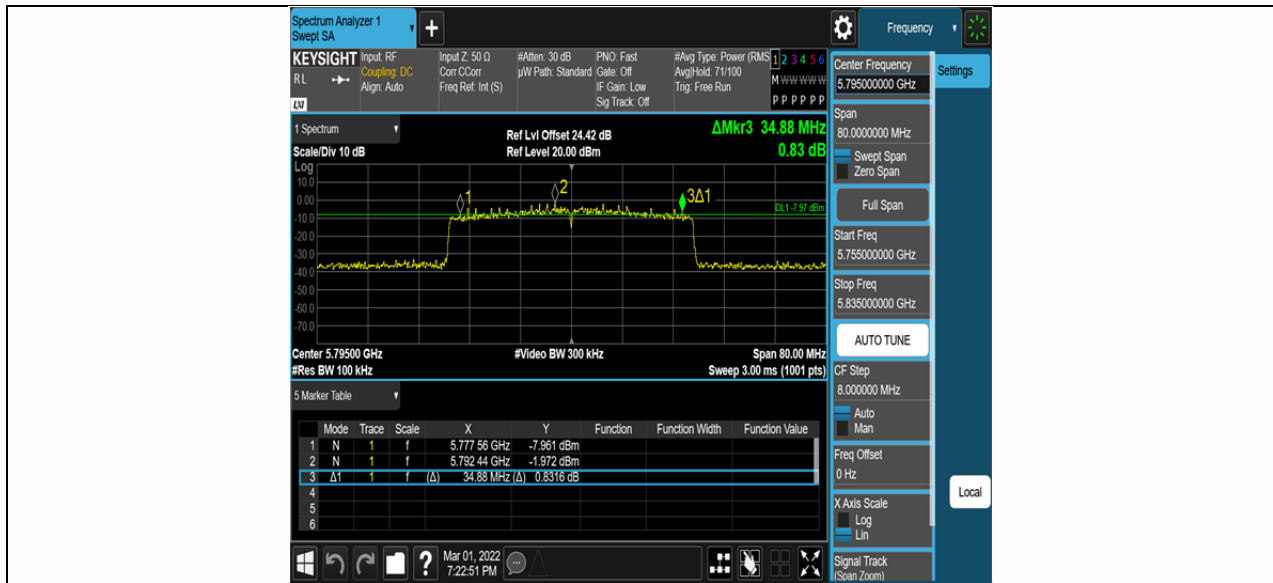 Spectrum Analyzer 1
Swept SA
+
Frequency
KEYSIGHT
RL
LXI
Input: RF
Coupling: DC
Align: Auto
Input Z: 50 Ω
Corr CCorr
Freq Ref: Int (S)
#Atten: 30 dB
µW Path: Standard
PNO: Fast
Gate: Off
IF Gain: Low
Sig Track: Off
#Avg Type: Power (RMS
Avg|Hold: 71/100
Trig: Free Run
1 2 3 4 5 6
M W W W W W
P P P P P P
1 Spectrum
Scale/Div 10 dB
Ref Lvl Offset 24.42 dB
Ref Level 20.00 dBm
ΔMkr3 34.88 MHz
0.83 dB
Log
10.0
0.00
-10.0
-20.0
-30.0
-40.0
-50.0
-60.0
-70.0
1
2
3Δ1
DL1 -7.97 dBm
Center 5.79500 GHz
#Res BW 100 kHz
#Video BW 300 kHz
Span 80.00 MHz
Sweep 3.00 ms (1001 pts)
5 Marker Table
Mode Trace Scale X Y Function Function Width Function Value
1 N 1 f 5.777 56 GHz -7.961 dBm
2 N 1 f 5.792 44 GHz -1.972 dBm
3 Δ1 1 f (Δ) 34.88 MHz (Δ) 0.8316 dB
4
5
6
?
Mar 01, 2022
7:22:51 PM
Center Frequency
5.795000000 GHz
Span
80.0000000 MHz
Swept Span
Zero Span
Full Span
Start Freq
5.755000000 GHz
Stop Freq
5.835000000 GHz
AUTO TUNE
CF Step
8.000000 MHz
Auto
Man
Freq Offset
0 Hz
X Axis Scale
Log
Lin
Signal Track
(Span Zoom)
Settings
Local